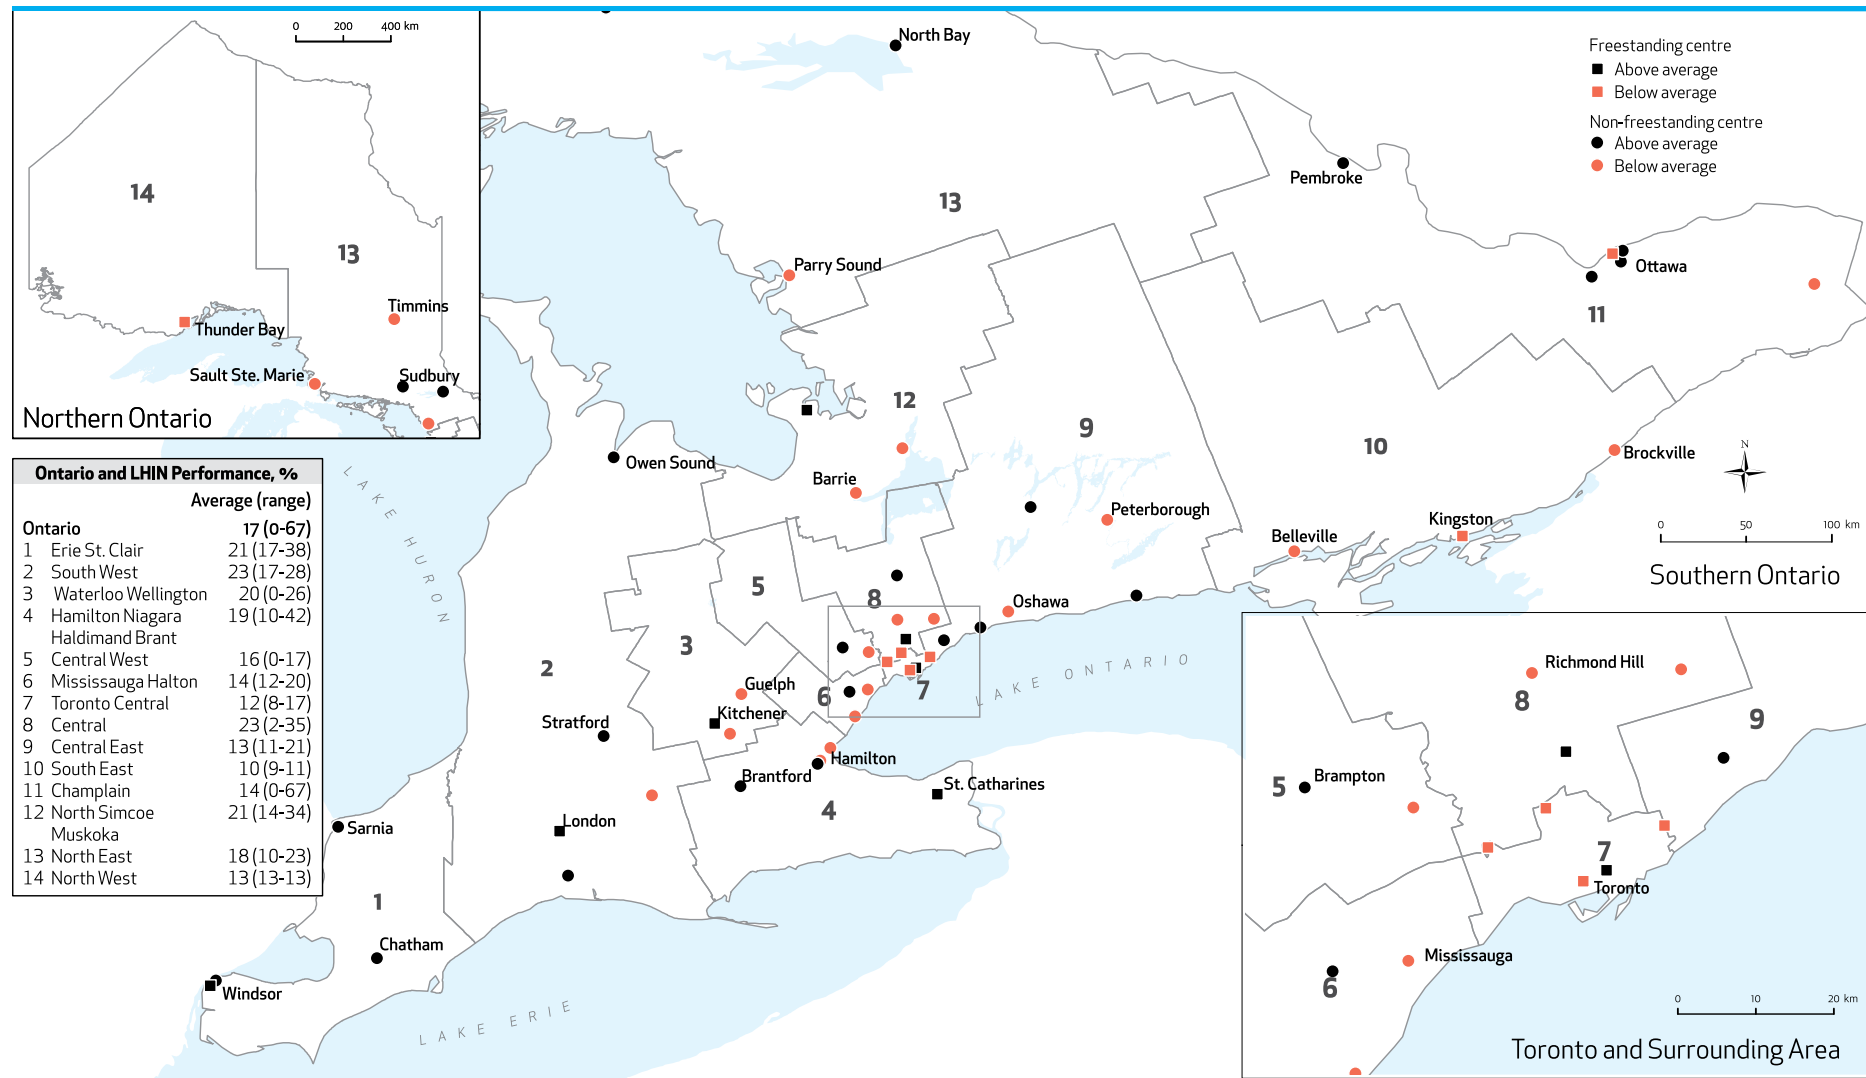 0 200 400 km
14
13
Timmins
Thunder Bay
Sault Ste. Marie
Sudbury
Northern Ontario
Ontario and LHIN Performance, %
Average (range)
Ontario 17 (0-67)
1 Erie St. Clair 21 (17-38)
2 South West 23 (17-28)
3 Waterloo Wellington 20 (0-26)
4 Hamilton Niagara 19 (10-42)
Haldimand Brant
5 Central West 16 (0-17)
6 Mississauga Halton 14 (12-20)
7 Toronto Central 12 (8-17)
8 Central 23 (2-35)
9 Central East 13 (11-21)
10 South East 10 (9-11)
11 Champlain 14 (0-67)
12 North Simcoe 21 (14-34)
Muskoka
13 North East 18 (10-23)
14 North West 13 (13-13)
Freestanding centre
Above average
Below average
Non-freestanding centre
Above average
Below average
North Bay
Pembroke
13
Parry Sound
Ottawa
11
12
9
10
Owen Sound
Barrie
Peterborough
Brockville
Kingston
Belleville
N
0 50 100 km
Southern Ontario
LAKE HURON
5
8
Oshawa
3
2
6
7
LAKE ONTARIO
Guelph
Kitchener
Stratford
Hamilton
Brantford
St. Catharines
4
London
Sarnia
1
Chatham
Windsor
LAKE ERIE
Richmond Hill
8
9
5
Brampton
7
Toronto
Mississauga
6
0 10 20 km
Toronto and Surrounding Area